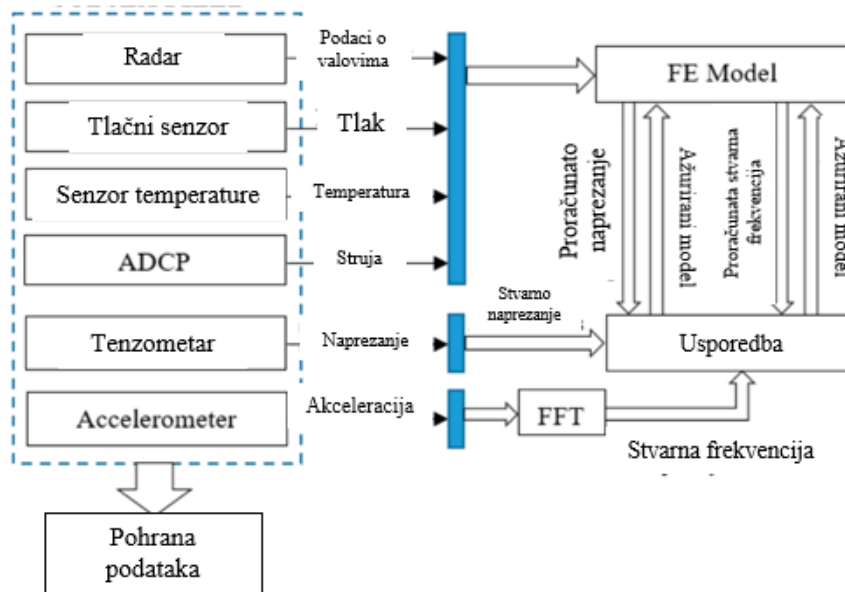 Radar
Podaci o
valovima
FE Model
Tlačni senzor
Tlak
Senzor temperature
Temperatura
ADCP
Struja
Proračunato
naprezanje
Ažurirani model
Proračunata stvarna
frekvencija
Ažurirani model
Tenzometar
Naprezanje
Stvarno
naprezanje
Usporedba
Accelerometer
Akceleracija
FFT
Stvarna frekvencija
Pohrana
podataka